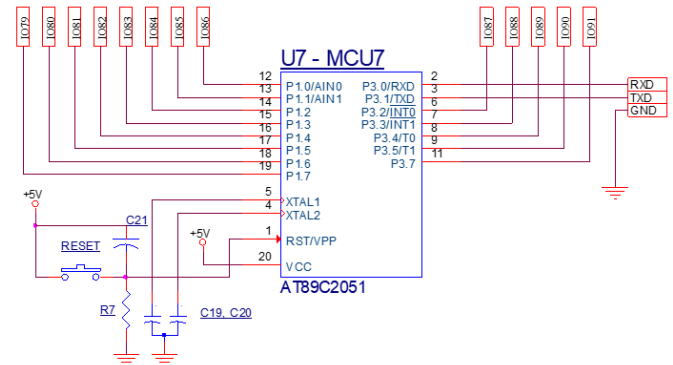 IO79 IO80 IO81 IO82 IO83 IO84 IO85 IO86 IO87 IO88 IO89 IO90 IO91
U7 - MCU7
12 P1.0/AIN0 P3.0/RXD 2 RXD
13 P1.1/AIN1 P3.1/TXD 3 TXD
14 P1.2 P3.2/INT0 6 GND
15 P1.3 P3.3/INT1 7
16 P1.4 P3.4/T0 8
17 P1.5 P3.5/T1 9
18 P1.6 P3.7 11
19 P1.7
5 XTAL1
4 XTAL2
+5V
C21
+5V
1 RST/VPP
RESET
20 VCC
AT89C2051
R7
C19, C20